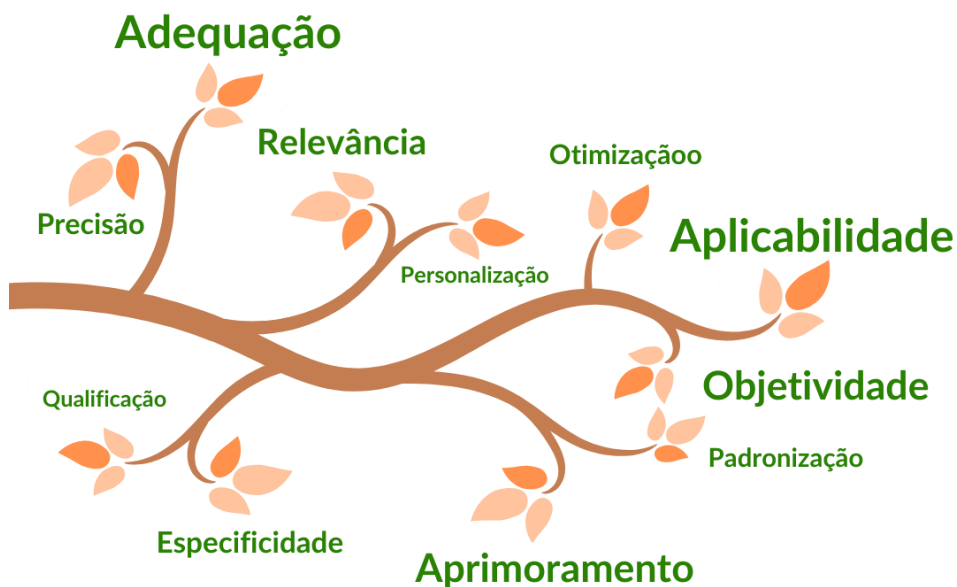 Adequação
Relevância
Otimizaçãoo
Precisão
Aplicabilidade
Personalização
Objetividade
Qualificação
Padronização
Especificidade
Aprimoramento